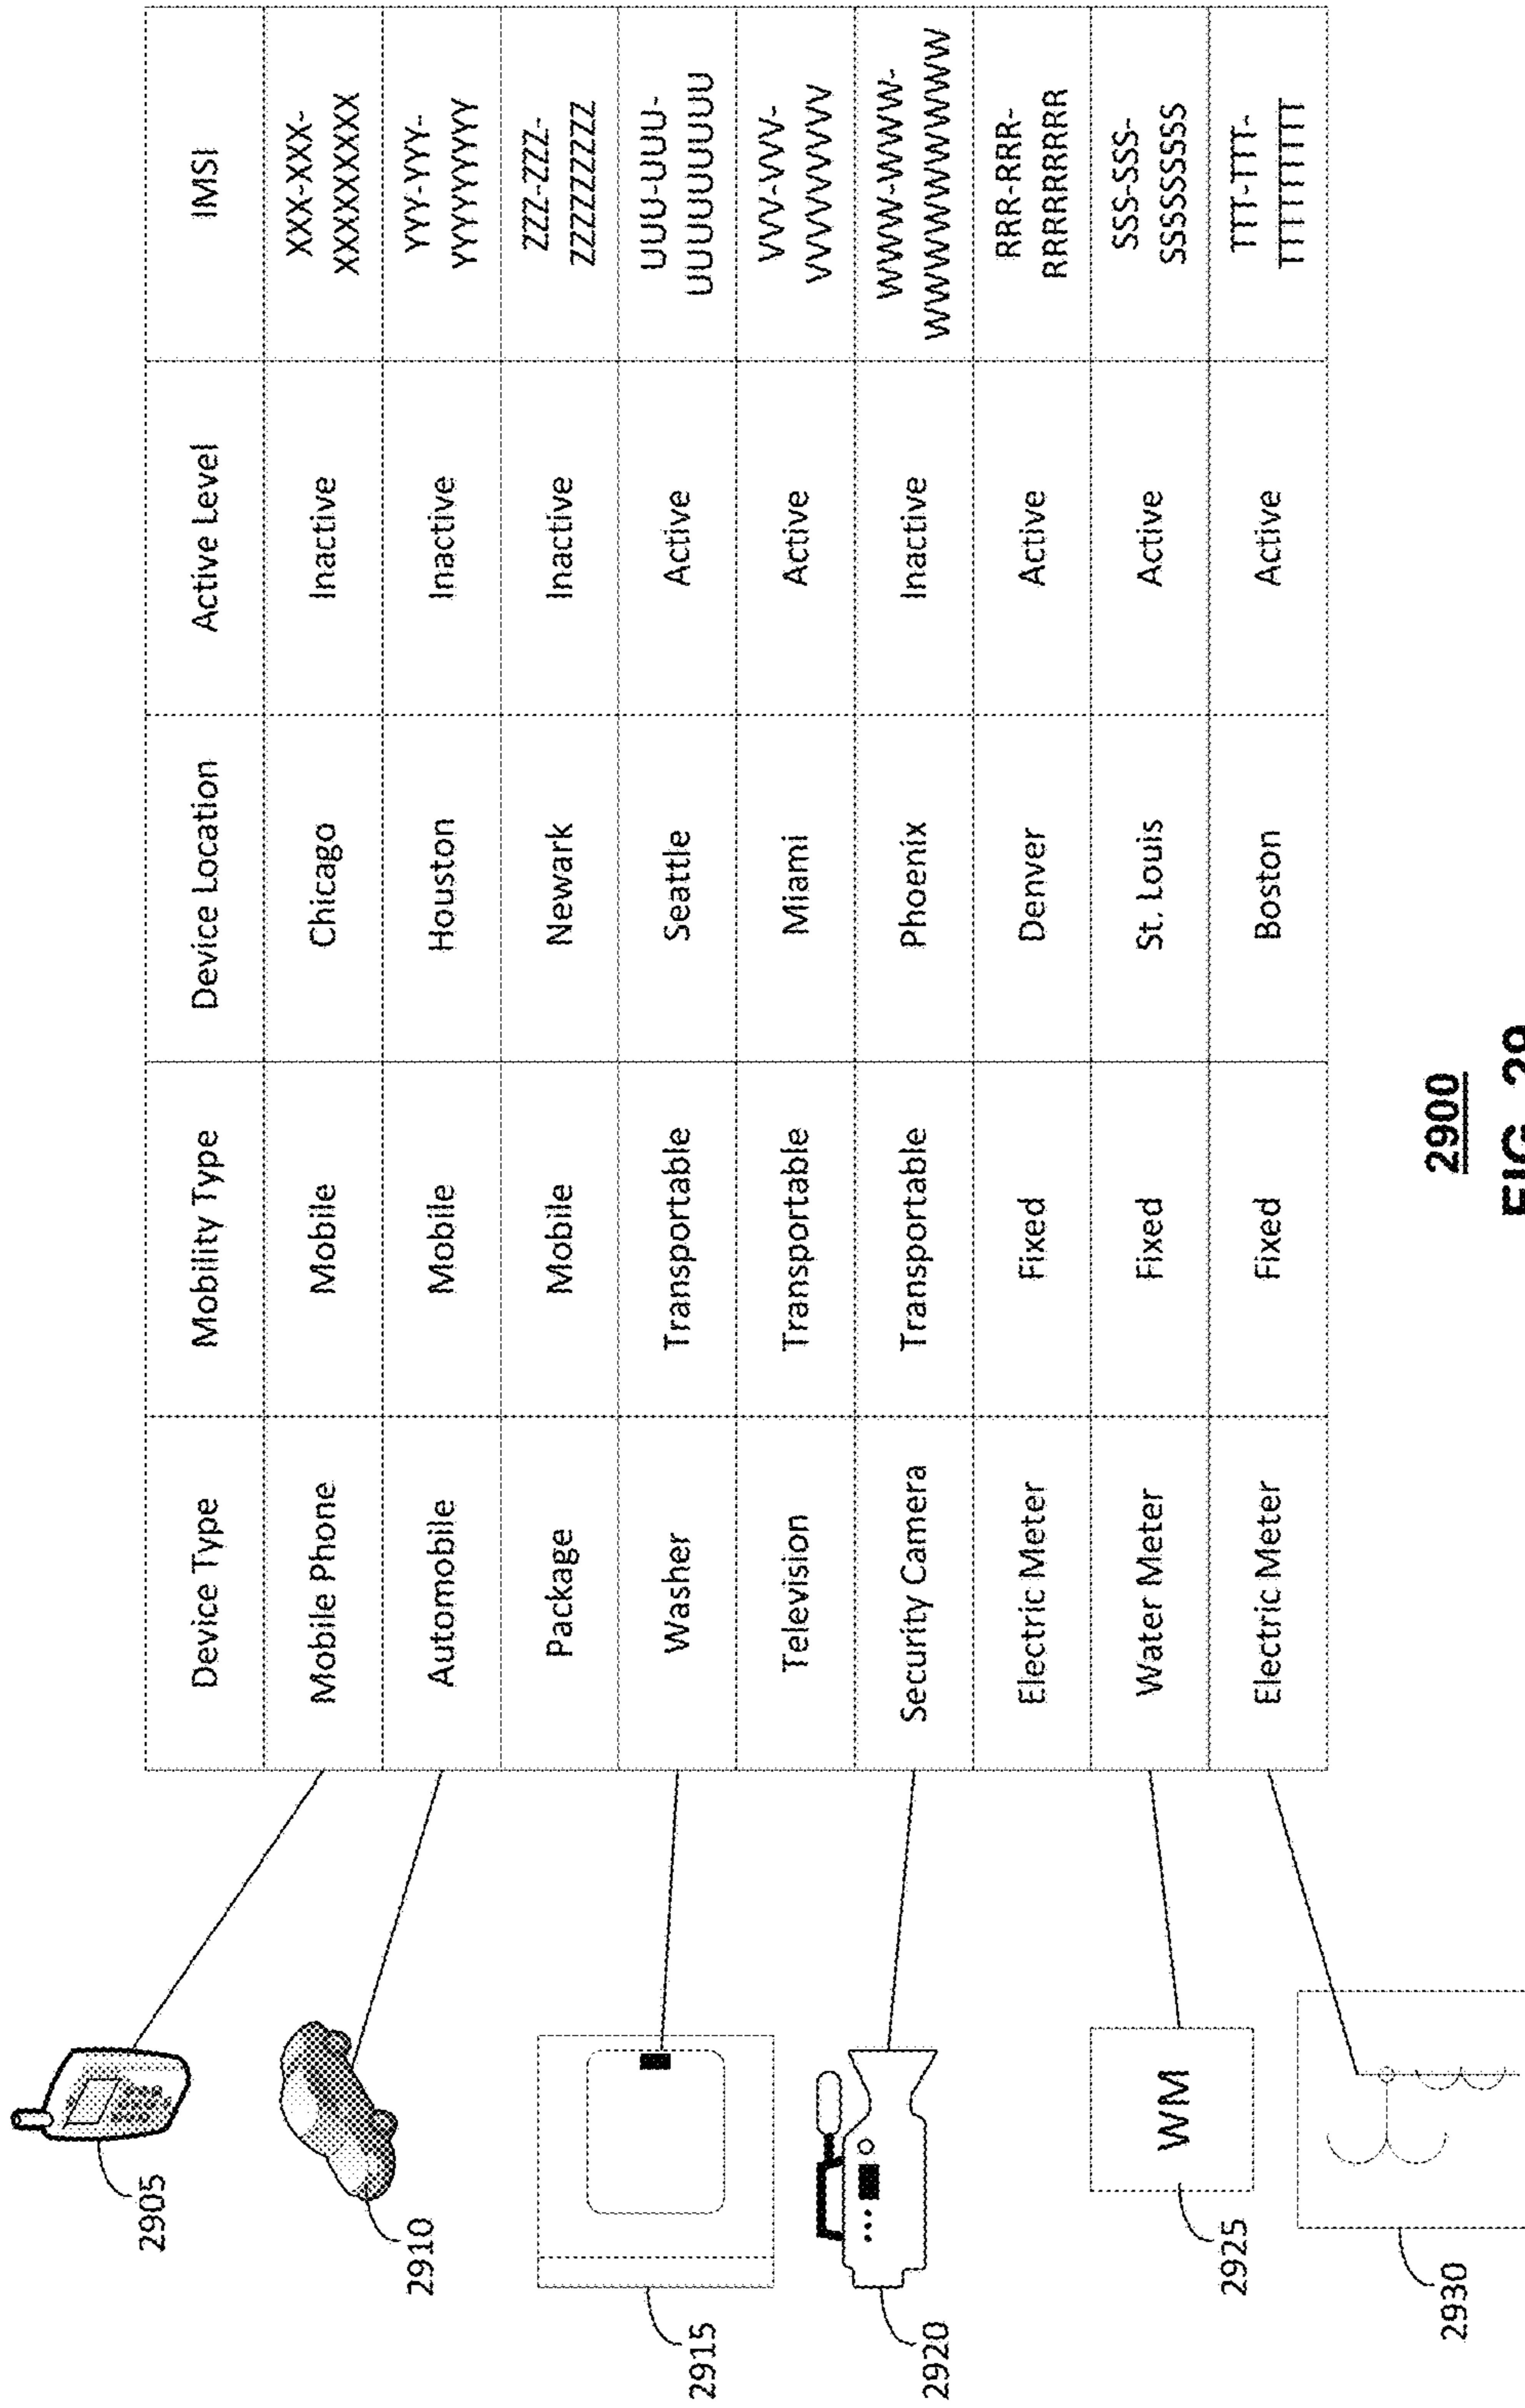 Device Type
Mobility Type
Device Location
Active Level
IMSI
Mobile Phone
Mobile
Chicago
Inactive
XXX-XXX-
XXXXXXXXX
Automobile
Mobile
Houston
Inactive
YYY-YYY-
YYYYYYYYY
Package
Mobile
Newark
Inactive
ZZZ-ZZZ-
ZZZZZZZZZ
Washer
Transportable
Seattle
Active
UUU-UUU-
UUUUUUUUU
Television
Transportable
Miami
Active
VVV-VVV-
VVVVVVVVV
Security Camera
Transportable
Phoenix
Inactive
WWW-WWW-
WWWWWWWWW
Electric Meter
Fixed
Denver
Active
RRR-RRR-
RRRRRRRRR
Water Meter
Fixed
St. Louis
Active
SSS-SSS-
SSSSSSSSS
Electric Meter
Fixed
Boston
Active
TTT-TTT-
TTTTTTTTT
2905
2910
2915
2920
WM
2925
2930
2900
FIG. 29